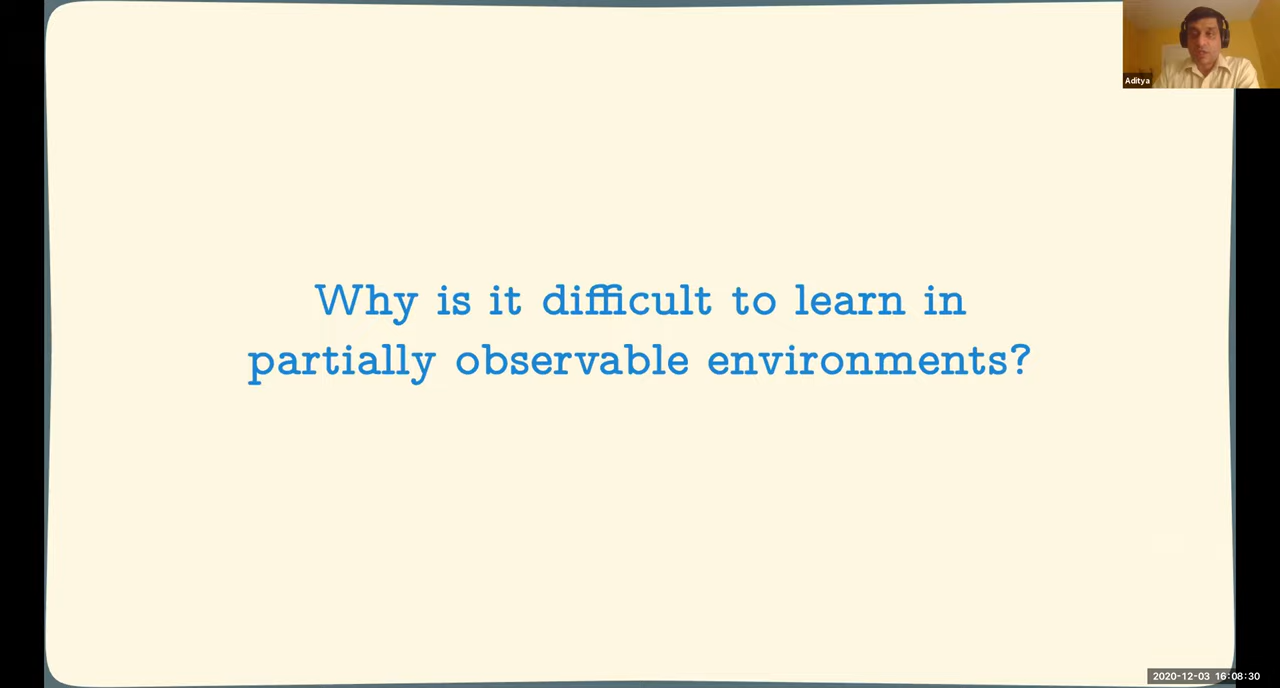 Aditya
Why is it difficult to learn in
partially observable environments?
2020-12-03 16:08:30